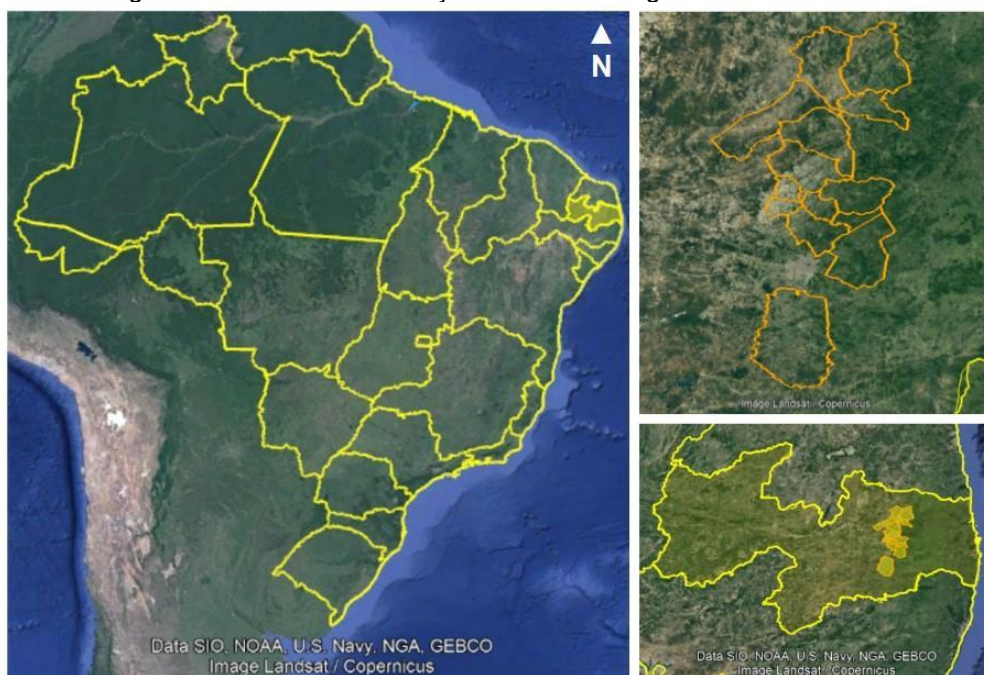 N
Data SIO, NOAA, U.S. Navy, NGA, GEBCO
Image Landsat / Copernicus
Image Landsat / Copernicus
Data SIO, NOAA, U.S. Navy, NGA, GEBCO
Image Landsat / Copernicus